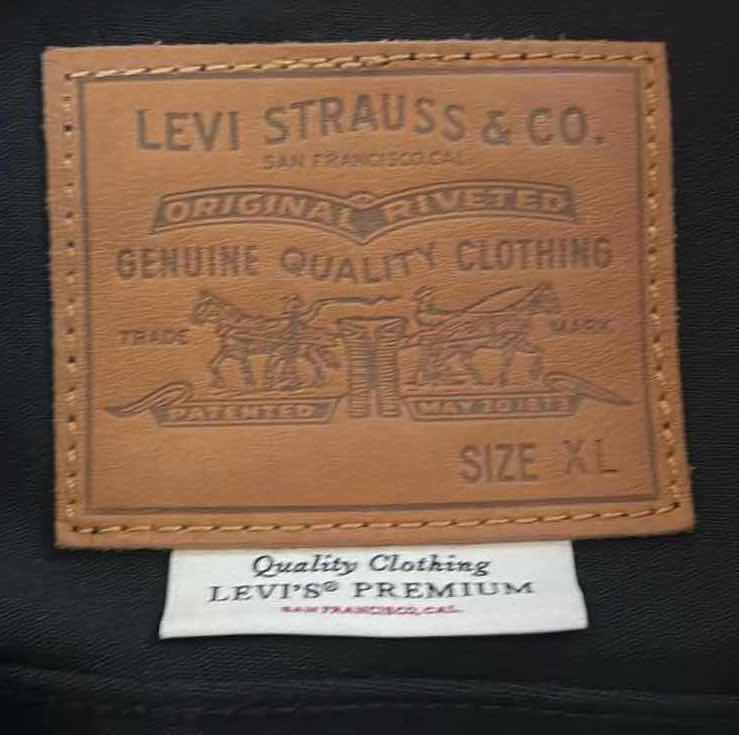 LEVI STRAUSS & CO.
SAN FRANCISCO, CAL.
ORIGINAL RIVETED
GENUINE QUALITY CLOTHING
TRADE MARK
PATENTED MAY 20 1873
SIZE XL
Quality Clothing
LEVI'S® PREMIUM
SAN FRANCISCO, CAL.